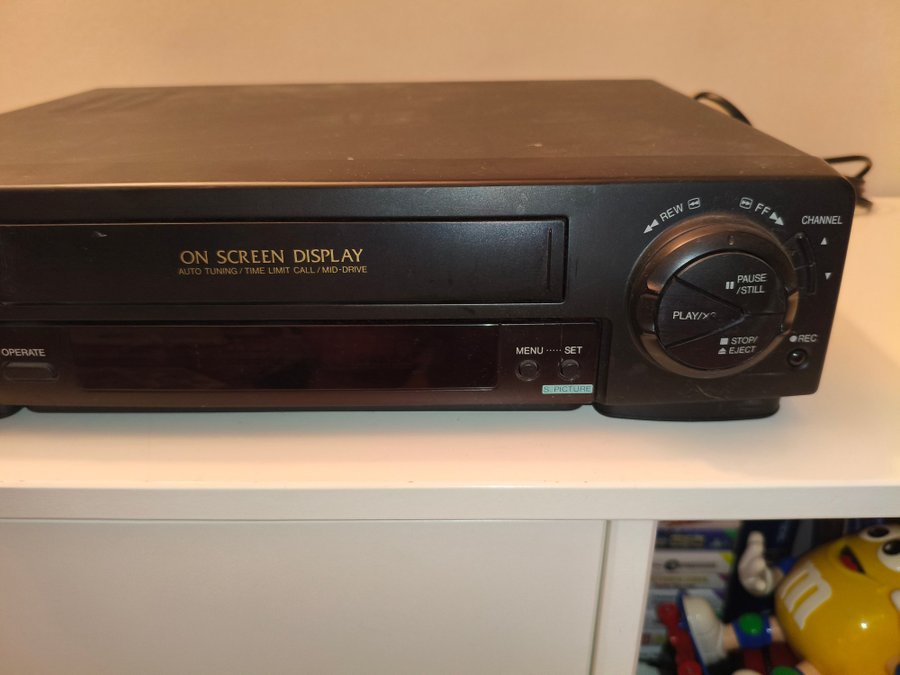 ON SCREEN DISPLAY
AUTO TUNING / TIME LIMIT CALL / MID-DRIVE
OPERATE
MENU ····· SET
S. PICTURE
◀◀ REW
FF ▶▶
CHANNEL
▲
▼
PAUSE
/STILL
PLAY/×2
STOP/
EJECT
REC
m